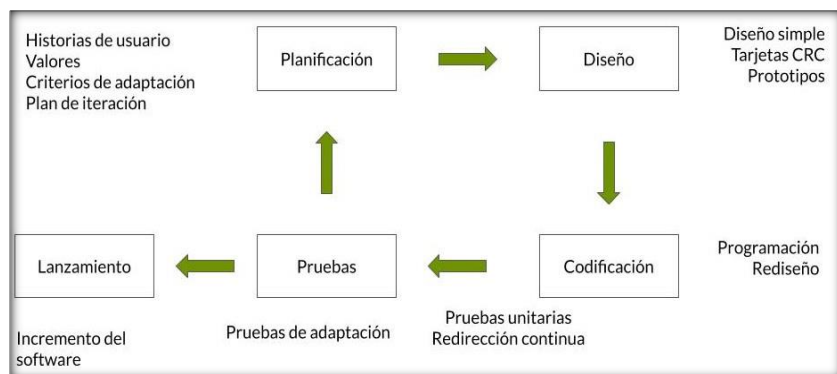 Historias de usuario
Valores
Criterios de adaptación
Plan de iteración
Planificación
Diseño
Diseño simple
Tarjetas CRC
Prototipos
Lanzamiento
Pruebas
Codificación
Programación
Rediseño
Incremento del
software
Pruebas de adaptación
Pruebas unitarias
Redirección continua